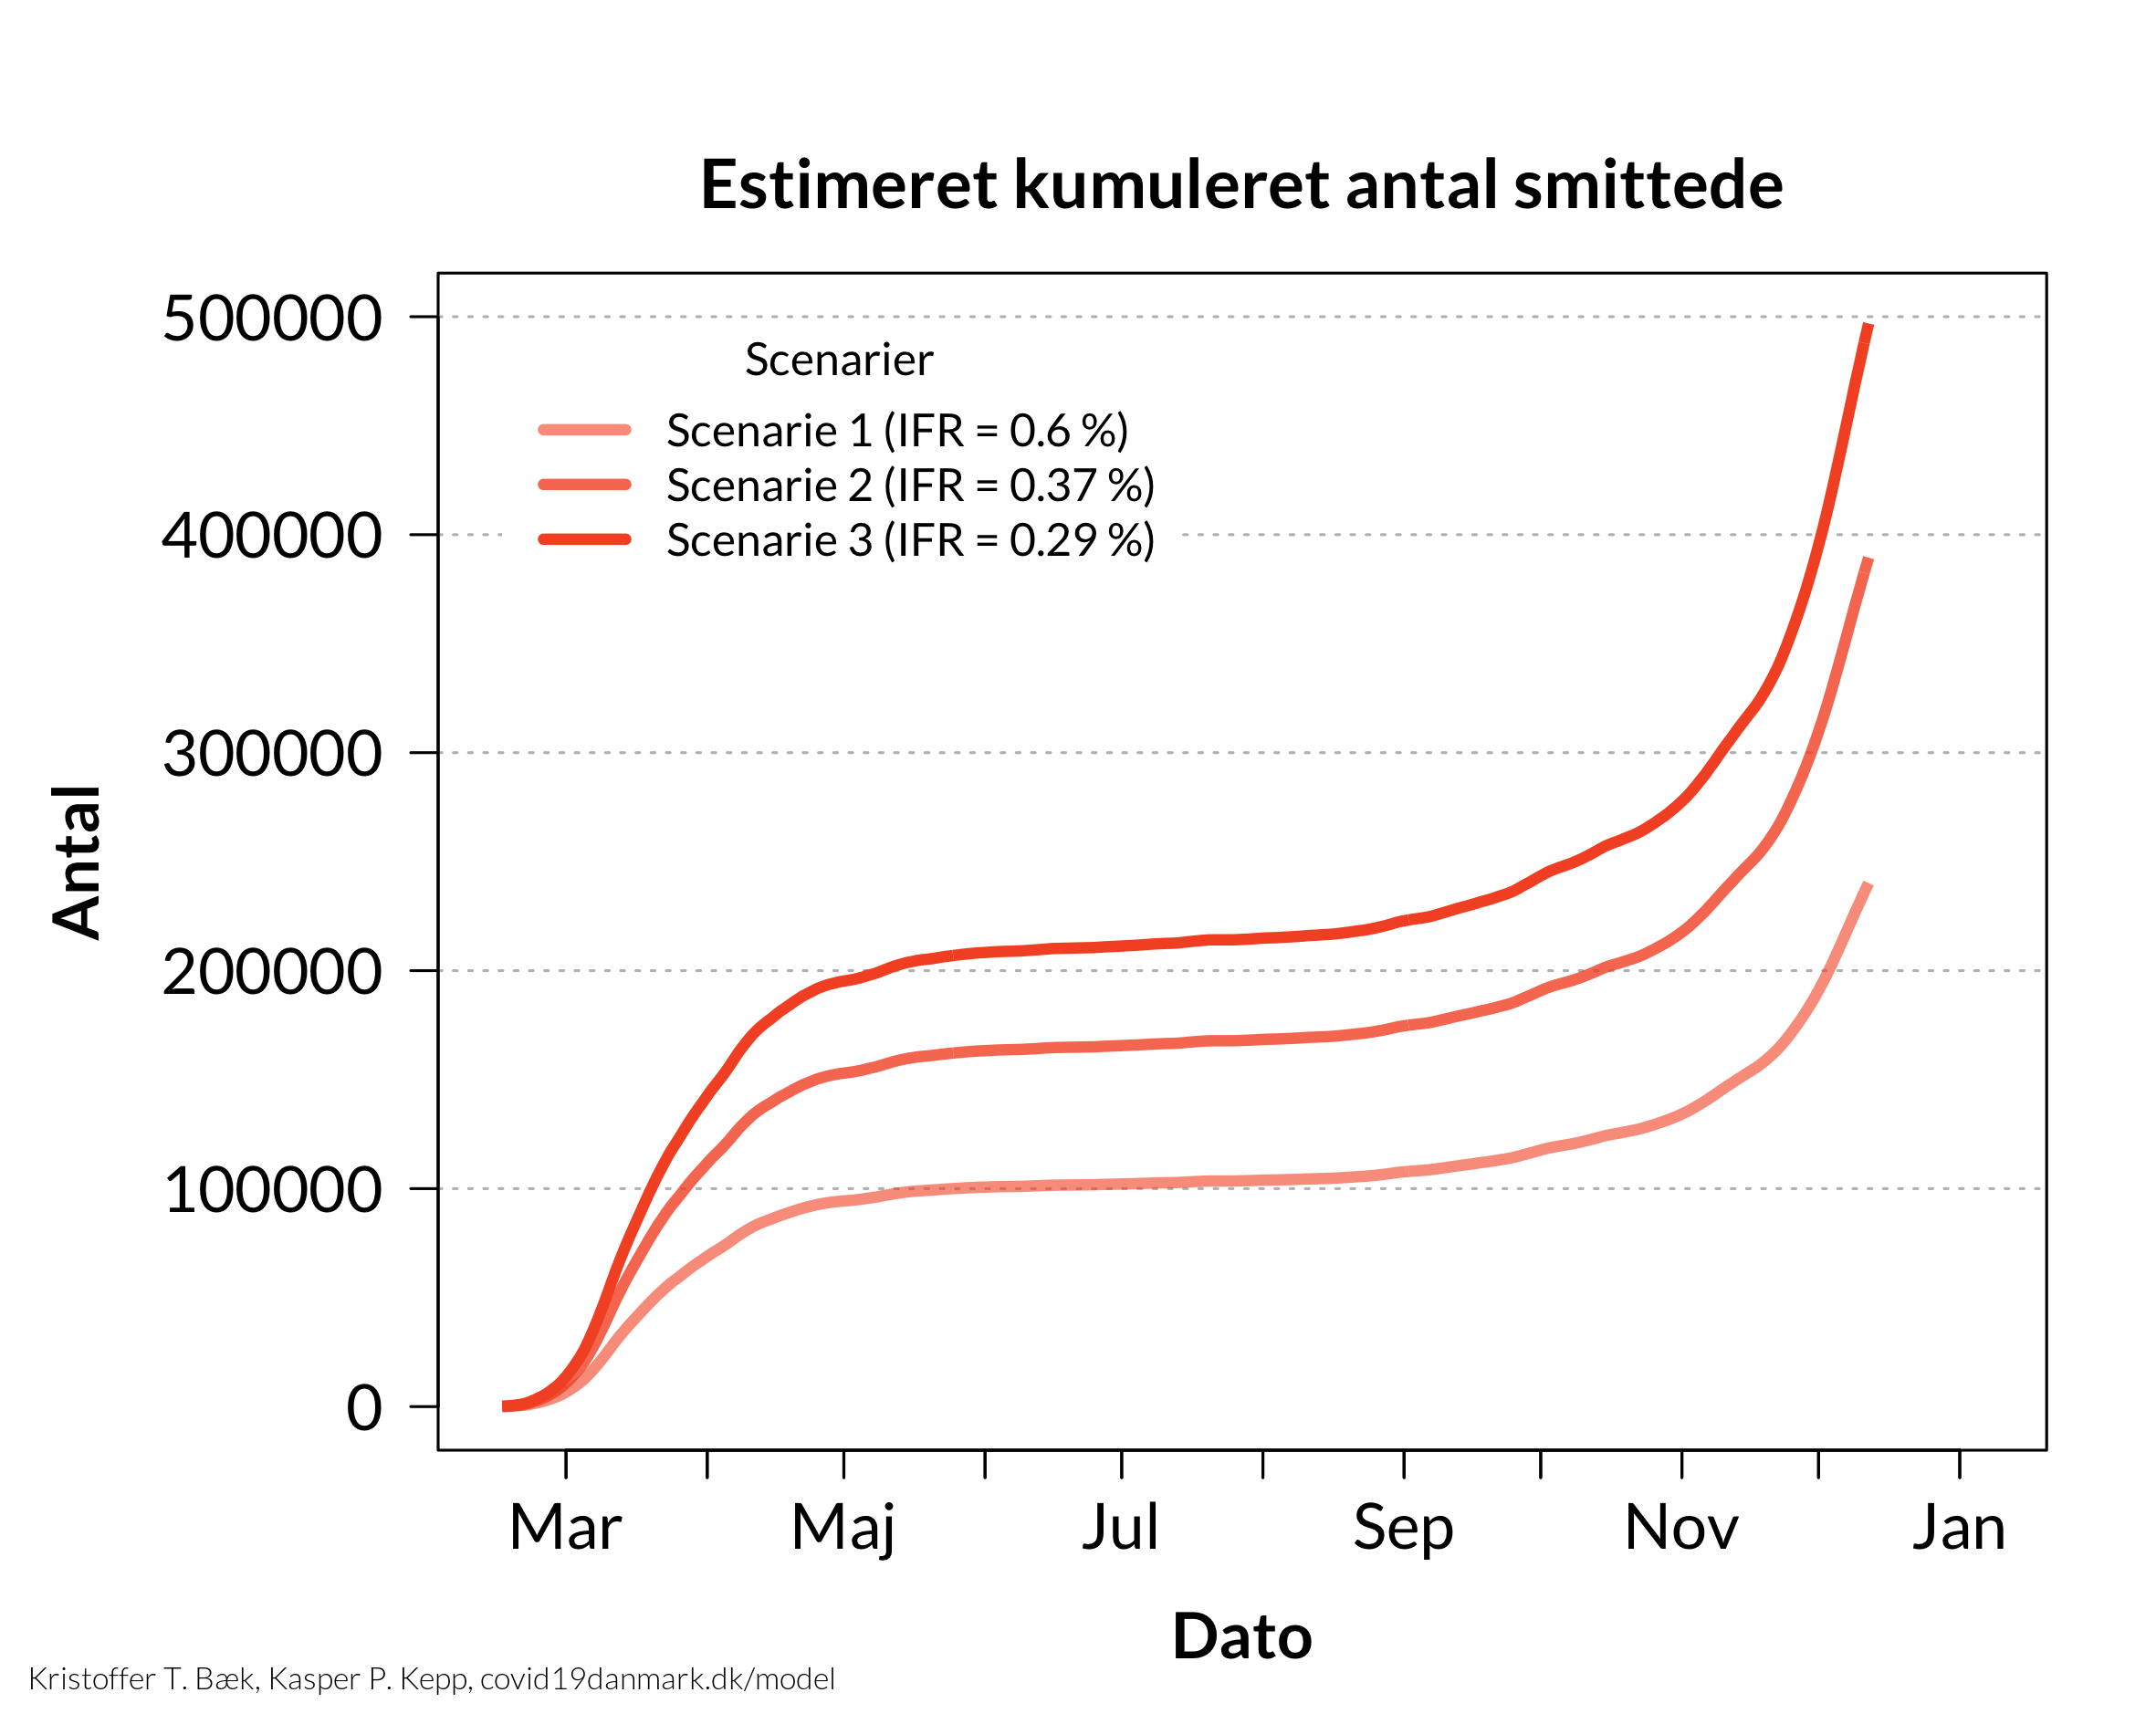 Estimeret kumuleret antal smittede
500000
400000
300000
200000
100000
0
Antal
Scenarier
Scenarie 1 (IFR = 0.6 %)
Scenarie 2 (IFR = 0.37 %)
Scenarie 3 (IFR = 0.29 %)
Mar Maj Jul Sep Nov Jan
Dato
Kristoffer T. Bæk, Kasper P. Kepp, covid19danmark.dk/model